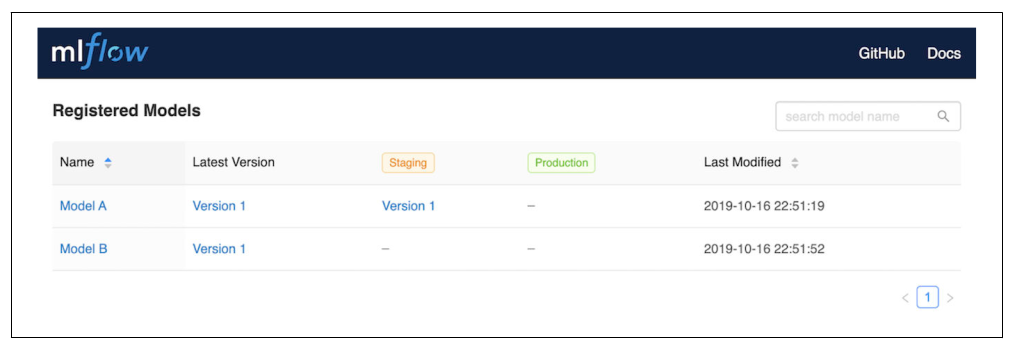 mlflow GitHub Docs
Registered Models
search model name
Name Latest Version Staging Production Last Modified
Model A Version 1 Version 1 – 2019-10-16 22:51:19
Model B Version 1 – – 2019-10-16 22:51:52
< 1 >